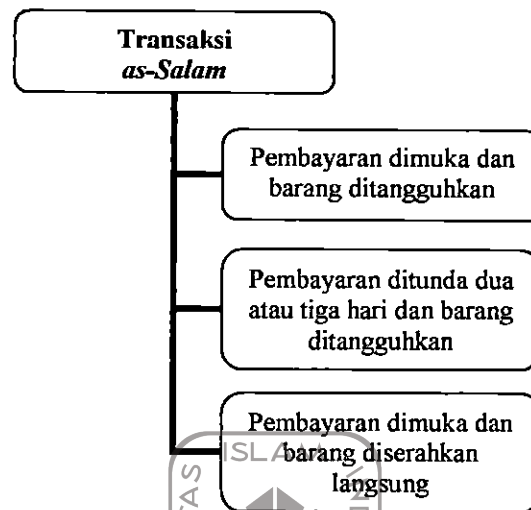 Transaksi
as-Salam
Pembayaran dimuka dan
barang ditangguhkan
Pembayaran ditunda dua
atau tiga hari dan barang
ditangguhkan
Pembayaran dimuka dan
barang diserahkan
langsung
ISLAM